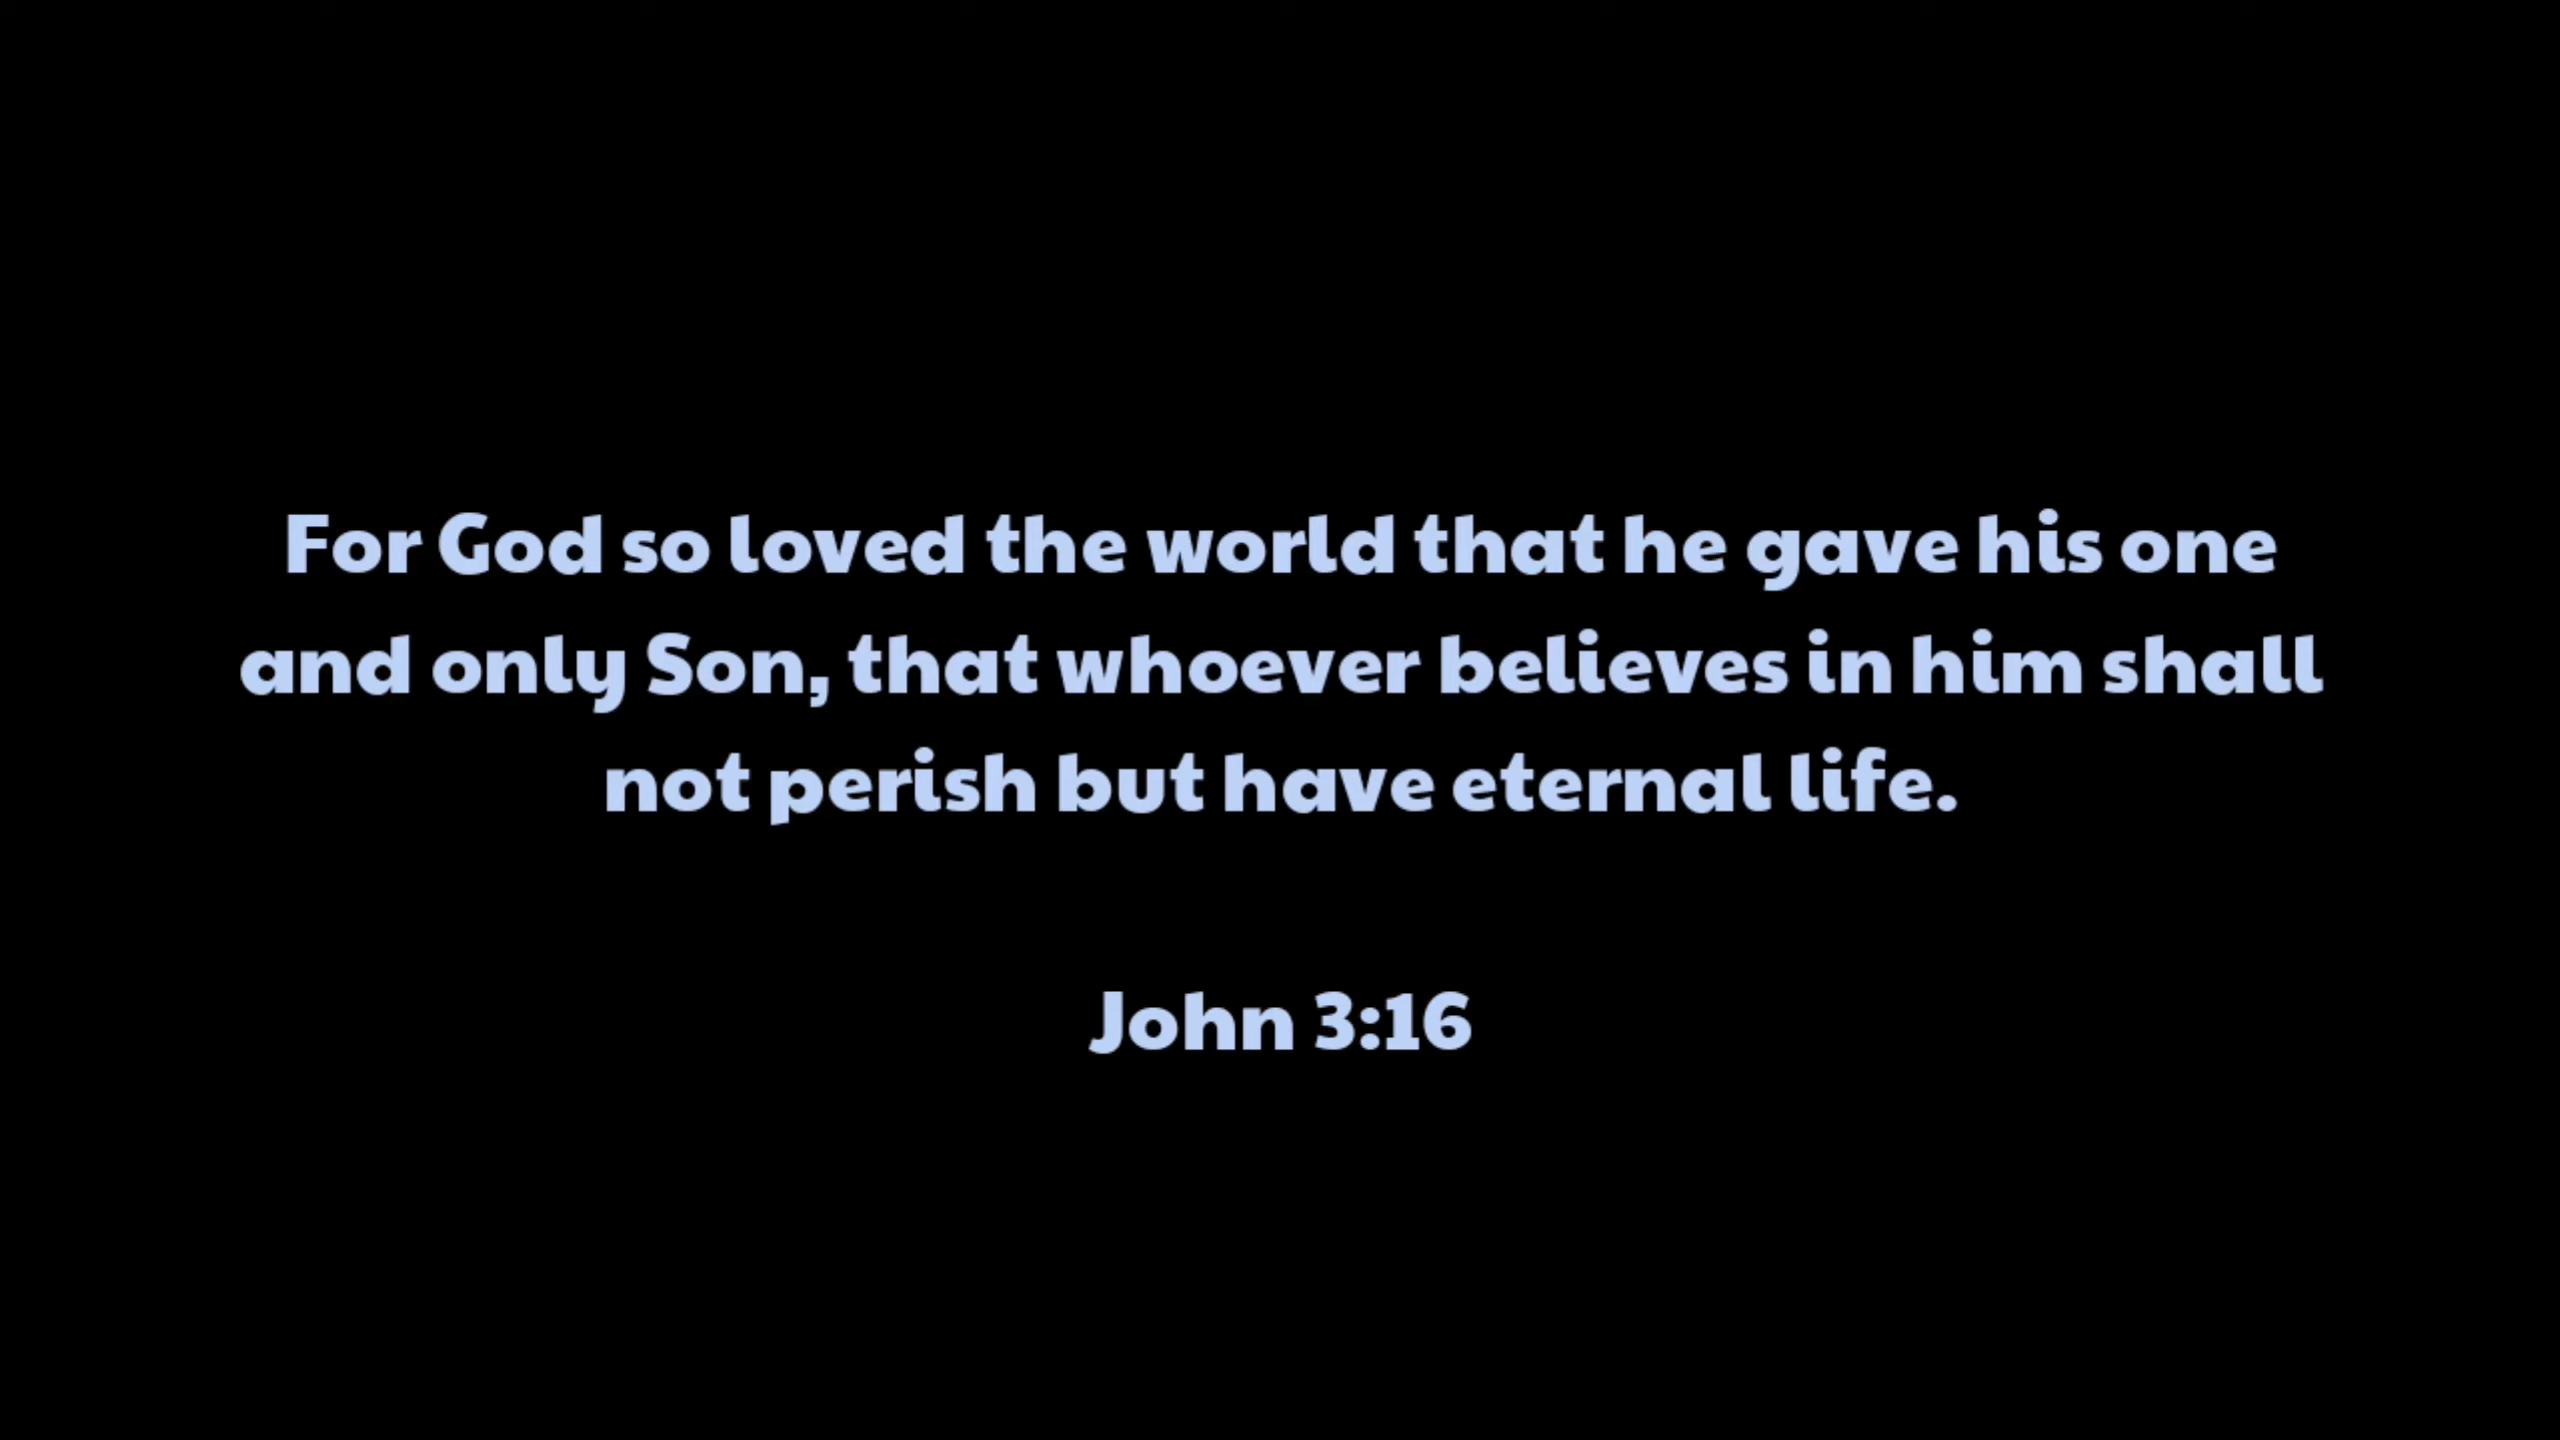 For God so loved the world that he gave his one
and only Son, that whoever believes in him shall
not perish but have eternal life.
John 3:16